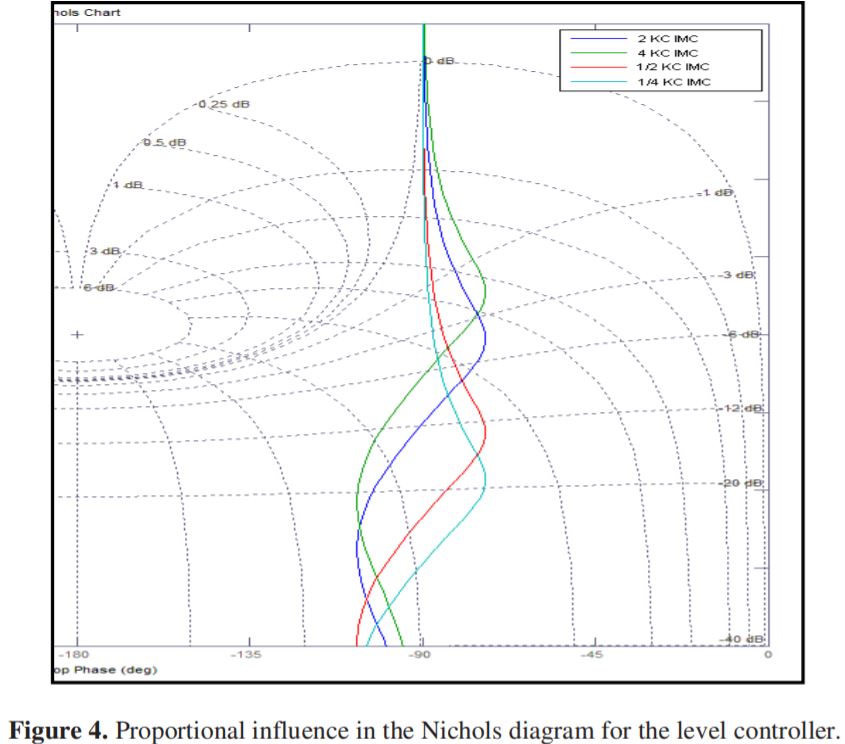 hols Chart
2 KC IMC
4 KC IMC
1/2 KC IMC
1/4 KC IMC
0 dB
0.25 dB
0.5 dB
1 dB
-1 dB
3 dB
-3 dB
6 dB
-6 dB
-12 dB
-20 dB
-40 dB
-180
-135
-90
-45
0
op Phase (deg)
Figure 4. Proportional influence in the Nichols diagram for the level controller.